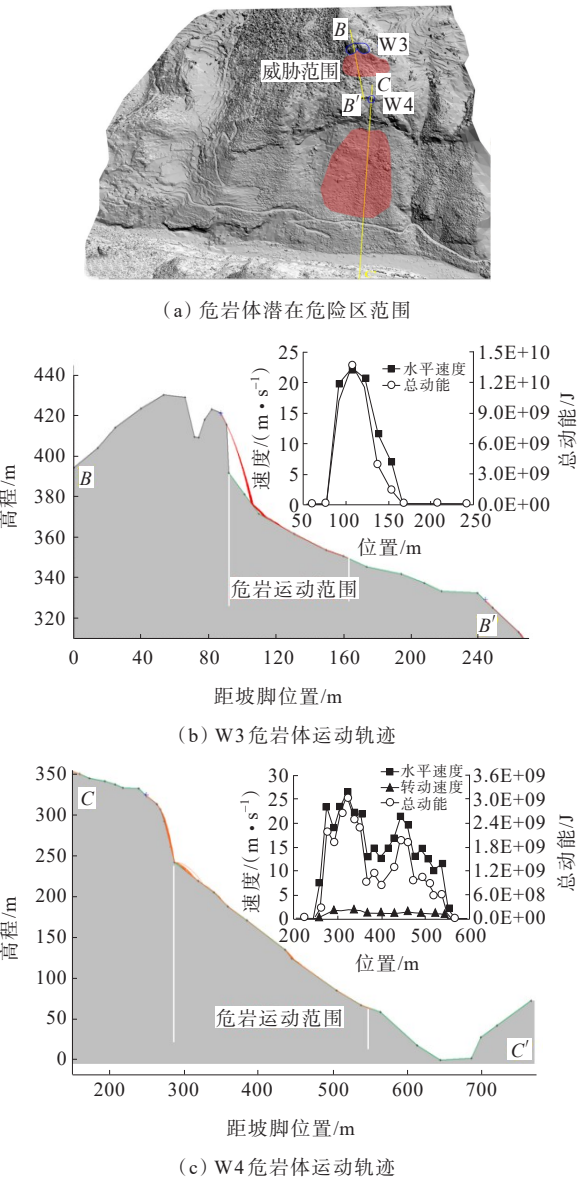 B
W3
威胁范围
C
B′
W4
(a) 危岩体潜在危险区范围
高程/m
440
420
400
380
360
340
320
B
B′
0
40
80
120
160
200
240
危岩运动范围
距坡脚位置/m
速度/(m·s⁻¹)
25
20
15
10
5
0
水平速度
总动能
1.5E+10
1.2E+10
9.0E+09
6.0E+09
3.0E+09
0.0E+00
总动能/J
50
100
150
200
250
位置/m
(b) W3危岩体运动轨迹
高程/m
350
300
250
200
150
100
50
0
C
C′
200
300
400
500
600
700
危岩运动范围
距坡脚位置/m
速度/(m·s⁻¹)
30
25
20
15
10
5
0
水平速度
转动速度
总动能
3.6E+09
3.0E+09
2.4E+09
1.8E+09
1.2E+09
6.0E+08
0.0E+00
总动能/J
200
300
400
500
600
位置/m
(c) W4危岩体运动轨迹